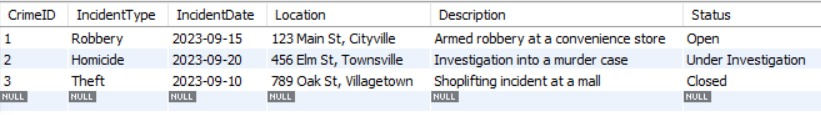 CrimeID IncidentType IncidentDate Location Description Status
1 Robbery 2023-09-15 123 Main St, Cityville Armed robbery at a convenience store Open
2 Homicide 2023-09-20 456 Elm St, Townsville Investigation into a murder case Under Investigation
3 Theft 2023-09-10 789 Oak St, Villagetown Shoplifting incident at a mall Closed
NULL NULL NULL NULL NULL NULL